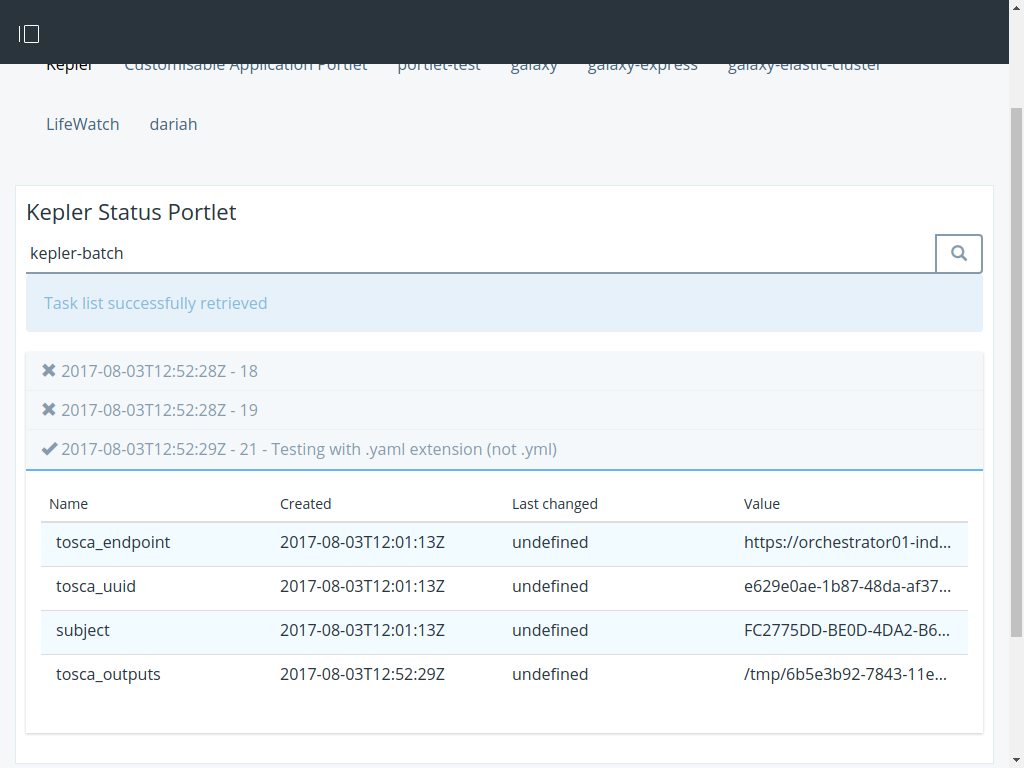 Kepler Customisable Application Portlet portlet-test galaxy galaxy-express galaxy-elastic-cluster
LifeWatch dariah
Kepler Status Portlet
kepler-batch
Task list successfully retrieved
2017-08-03T12:52:28Z - 18
2017-08-03T12:52:28Z - 19
2017-08-03T12:52:29Z - 21 - Testing with .yaml extension (not .yml)
Name Created Last changed Value
tosca_endpoint 2017-08-03T12:01:13Z undefined https://orchestrator01-ind...
tosca_uuid 2017-08-03T12:01:13Z undefined e629e0ae-1b87-48da-af37...
subject 2017-08-03T12:01:13Z undefined FC2775DD-BE0D-4DA2-B6...
tosca_outputs 2017-08-03T12:52:29Z undefined /tmp/6b5e3b92-7843-11e...